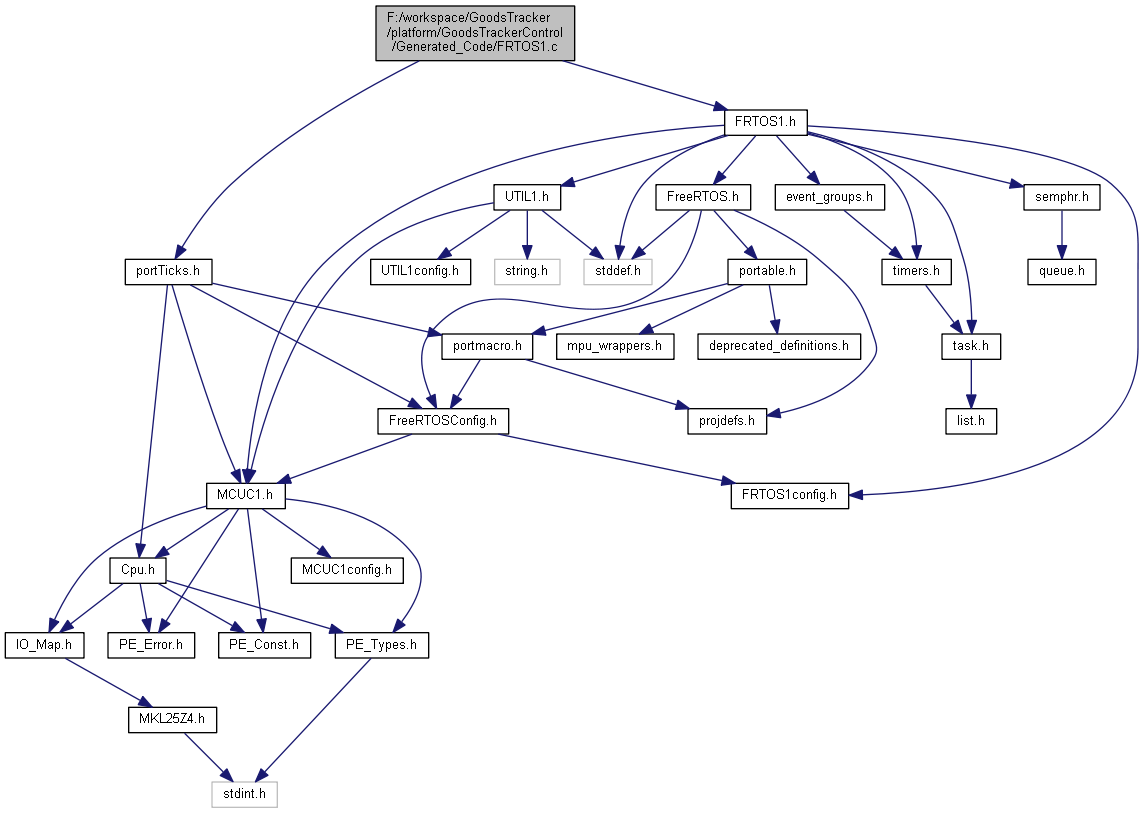 F:/workspace/GoodsTracker
/platform/GoodsTrackerControl
/Generated_Code/FRTOS1.c
FRTOS1.h
UTIL1.h
FreeRTOS.h
event_groups.h
semphr.h
portTicks.h
UTIL1config.h
string.h
stddef.h
portable.h
timers.h
queue.h
portmacro.h
mpu_wrappers.h
deprecated_definitions.h
task.h
FreeRTOSConfig.h
projdefs.h
list.h
MCUC1.h
FRTOS1config.h
Cpu.h
MCUC1config.h
IO_Map.h
PE_Error.h
PE_Const.h
PE_Types.h
MKL25Z4.h
stdint.h